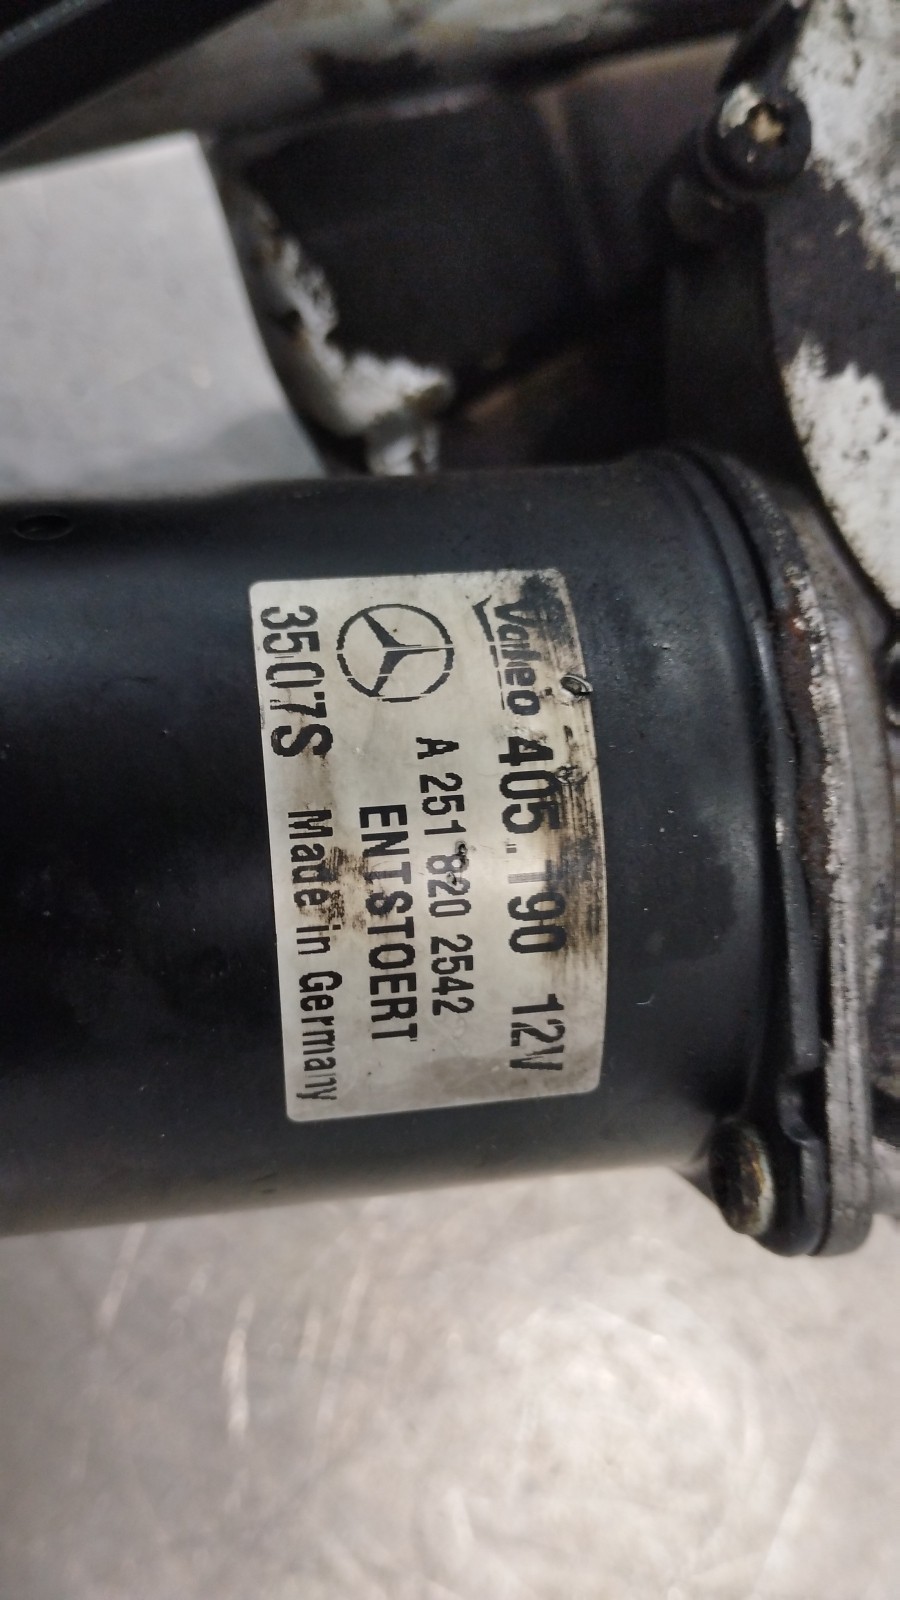 Valeo 405.190 12V
A 251 820 2542
ENTSTOERT
3507S Made in Germany